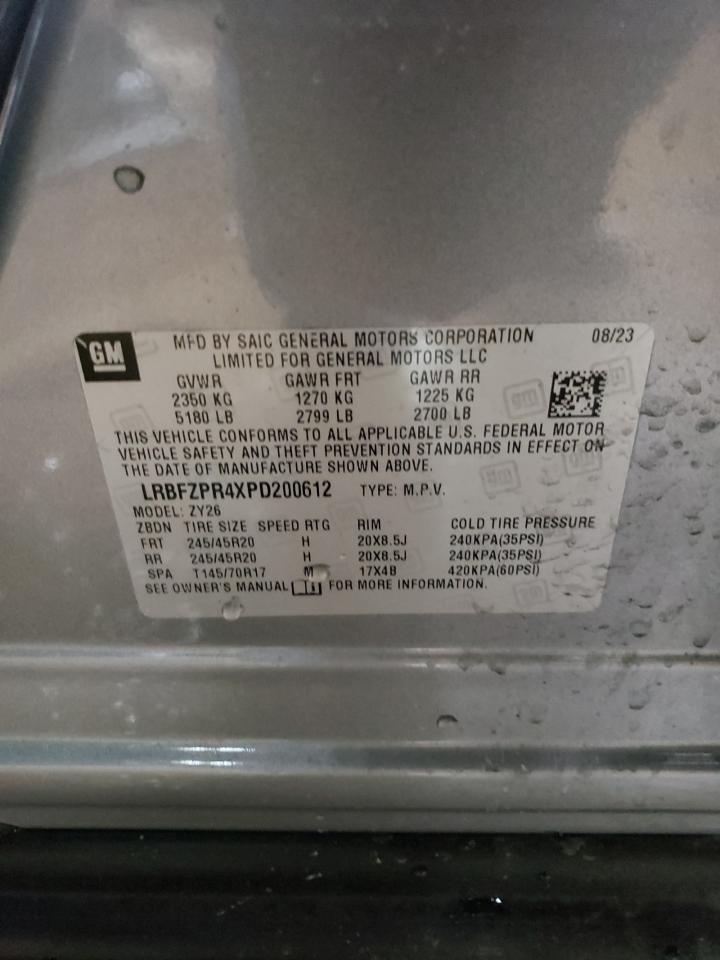 GM
MFD BY SAIC GENERAL MOTORS CORPORATION 08/23
LIMITED FOR GENERAL MOTORS LLC
GVWR GAWR FRT GAWR RR
2350 KG 1270 KG 1225 KG
5180 LB 2799 LB 2700 LB
THIS VEHICLE CONFORMS TO ALL APPLICABLE U.S. FEDERAL MOTOR
VEHICLE SAFETY AND THEFT PREVENTION STANDARDS IN EFFECT ON
THE DATE OF MANUFACTURE SHOWN ABOVE.
LRBFZPR4XPD200612 TYPE: M.P.V.
MODEL: ZY26
ZBDN TIRE SIZE SPEED RTG RIM COLD TIRE PRESSURE
FRT 245/45R20 H 20X8.5J 240KPA(35PSI)
RR 245/45R20 H 20X8.5J 240KPA(35PSI)
SPA T145/70R17 M 17X4B 420KPA(60PSI)
SEE OWNER'S MANUAL FOR MORE INFORMATION.